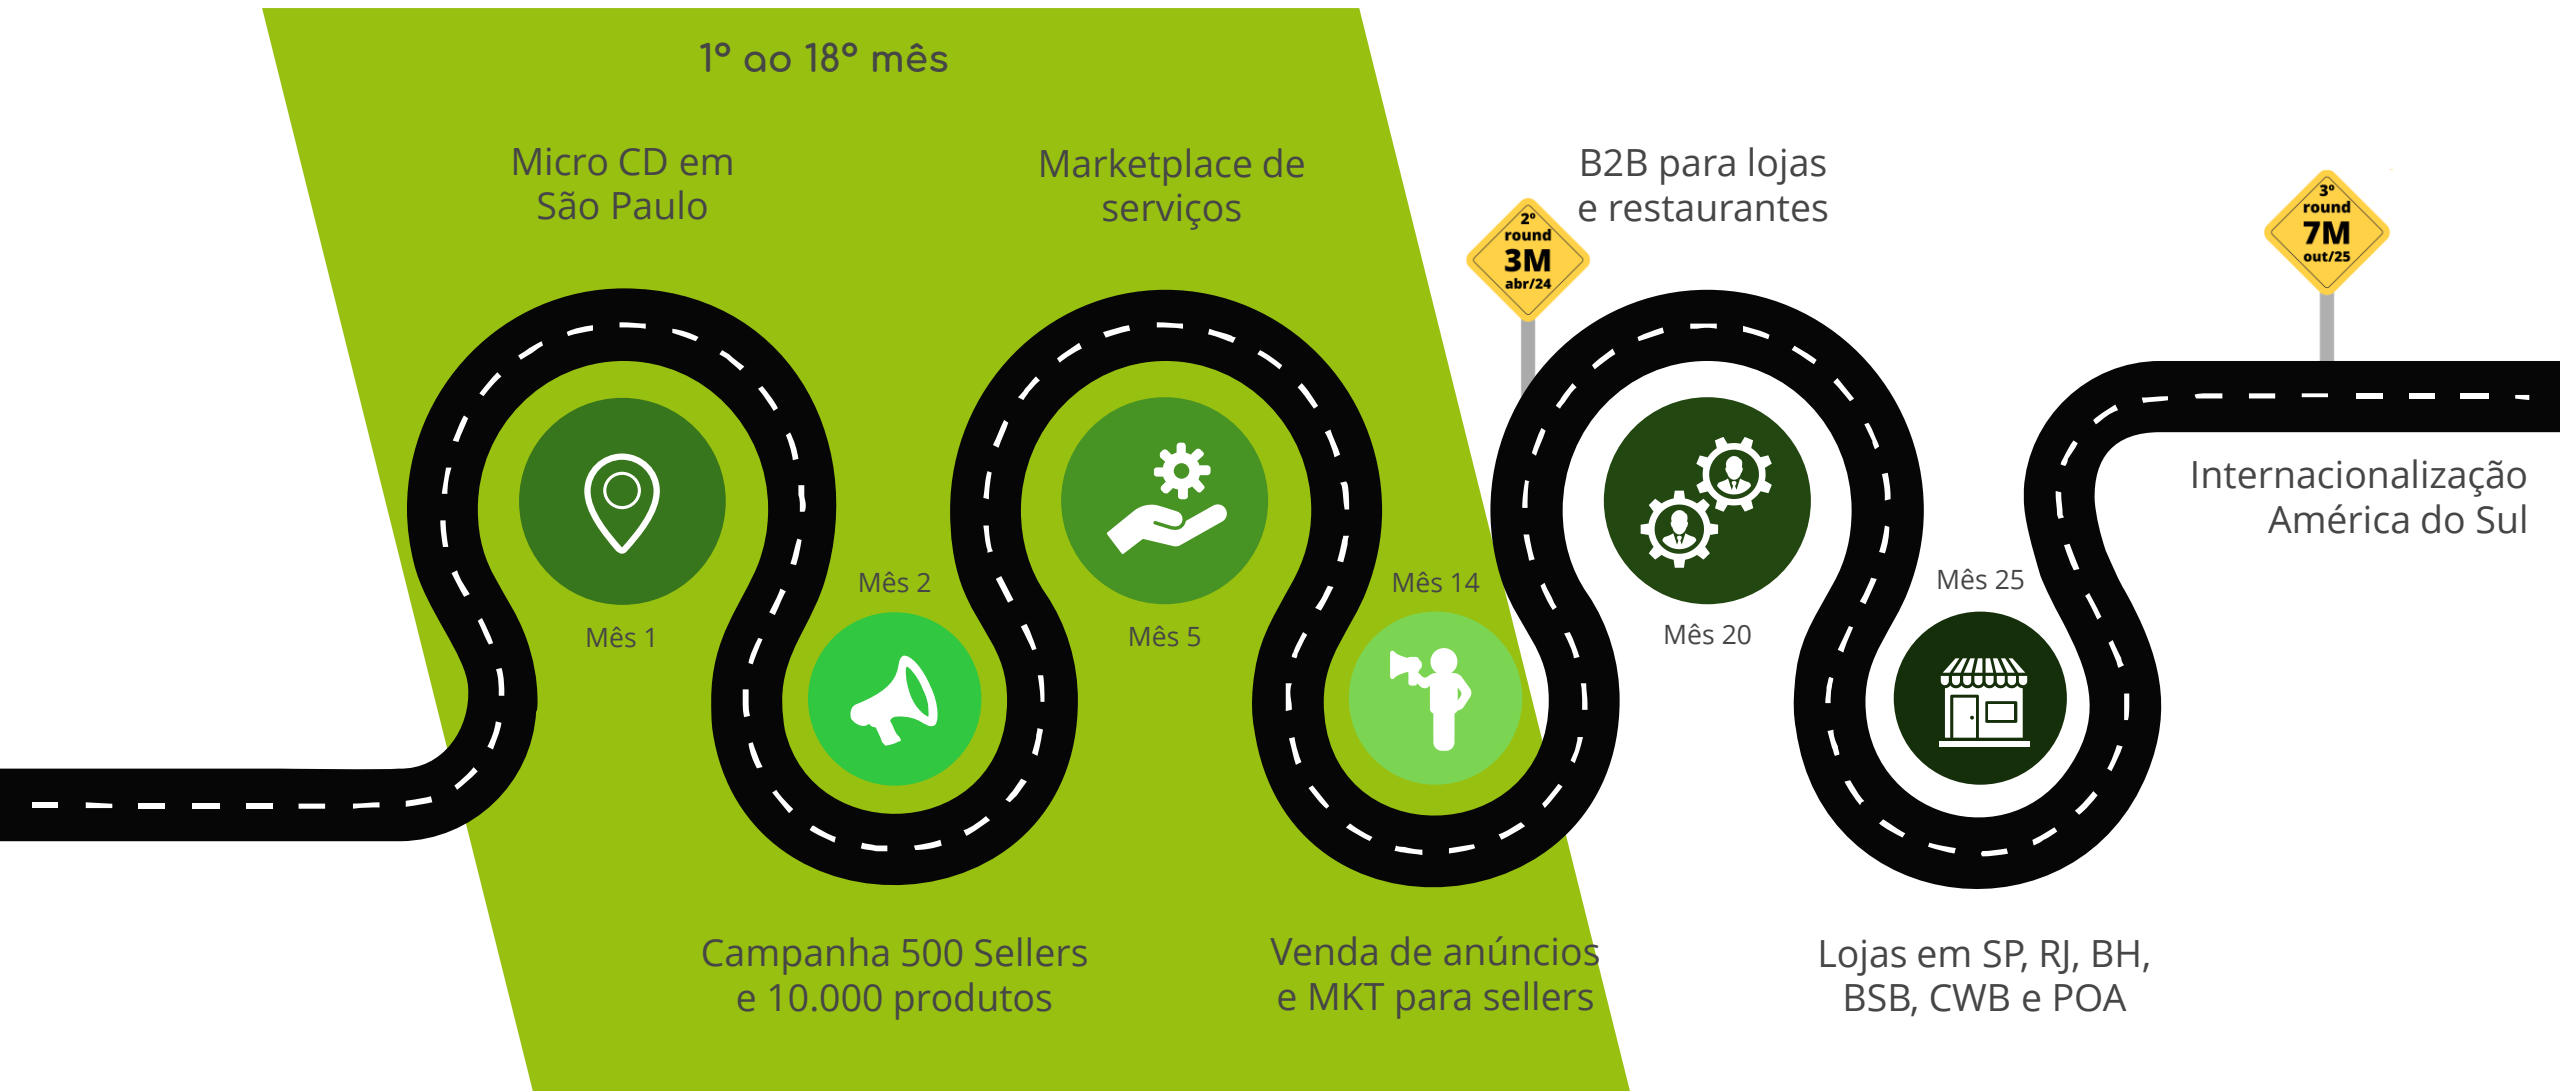 1º ao 18º mês
Micro CD em
São Paulo
Marketplace de
serviços
B2B para lojas
e restaurantes
2º
round
3M
abr/24
3º
round
7M
out/25
Internacionalização
América do Sul
Mês 1
Mês 2
Mês 5
Mês 14
Mês 20
Mês 25
Campanha 500 Sellers
e 10.000 produtos
Venda de anúncios
e MKT para sellers
Lojas em SP, RJ, BH,
BSB, CWB e POA